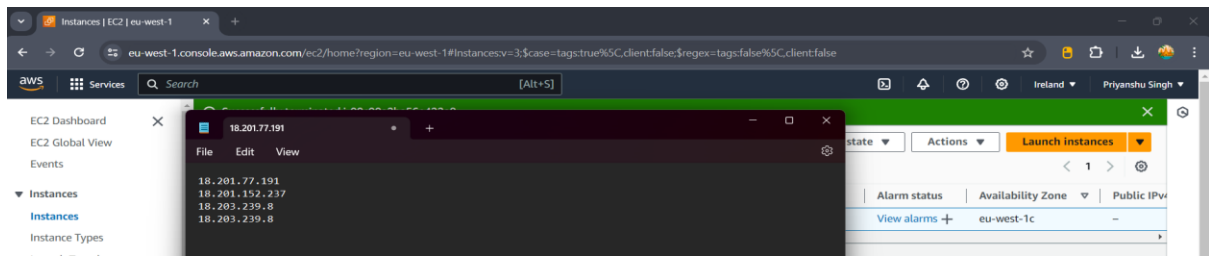 Instances | EC2 | eu-west-1
eu-west-1.console.aws.amazon.com/ec2/home?region=eu-west-1#Instances:v=3;$case=tags:true%5C,client:false;$regex=tags:false%5C,client:false
aws Services Search [Alt+S] Ireland Priyanshu Singh
EC2 Dashboard
EC2 Global View
Events
Instances
Instances
Instance Types
18.201.77.191
File Edit View
18.201.77.191
18.201.152.237
18.203.239.8
18.203.239.8
state Actions Launch instances
1
Alarm status Availability Zone Public IPv4
View alarms + eu-west-1c –